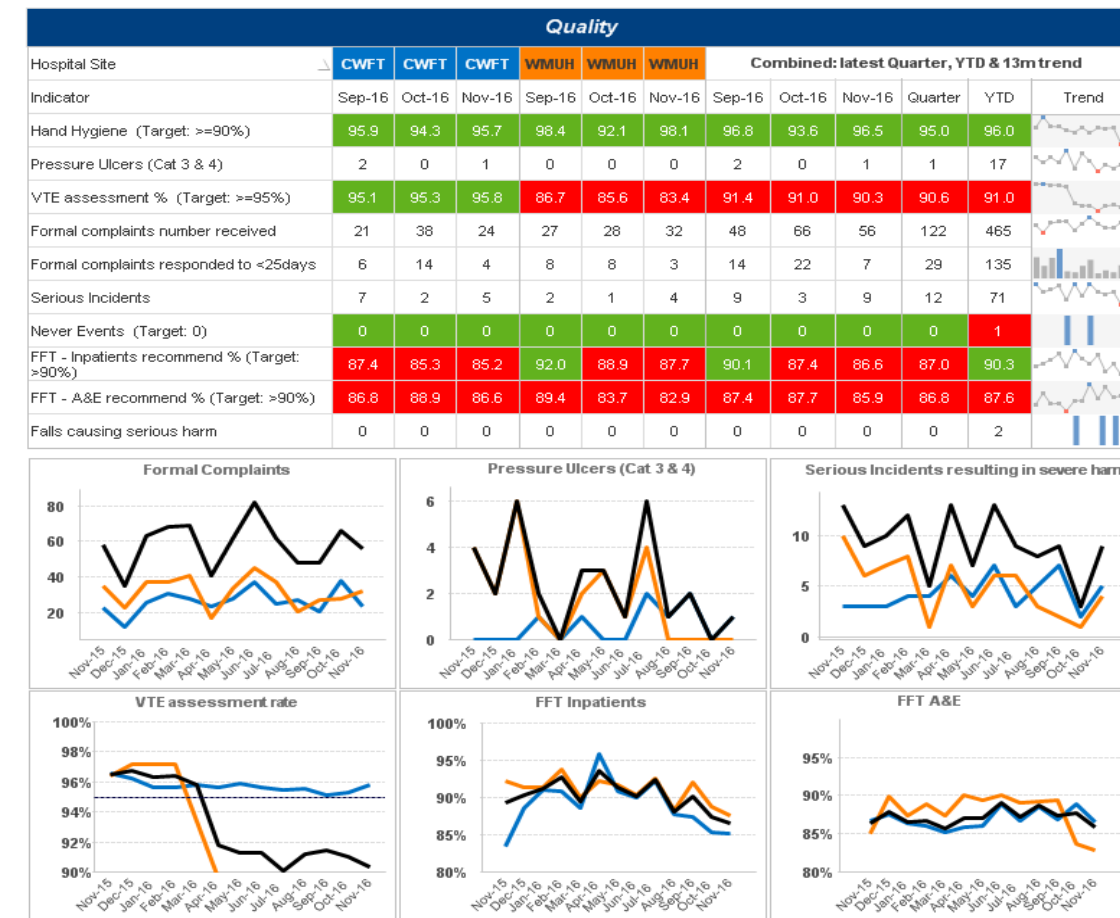 Quality
Hospital Site CWFT CWFT CWFT WMUH WMUH WMUH Combined: latest Quarter, YTD & 13m trend
Indicator Sep-16 Oct-16 Nov-16 Sep-16 Oct-16 Nov-16 Sep-16 Oct-16 Nov-16 Quarter YTD Trend
Hand Hygiene (Target: >=90%) 95.9 94.3 95.7 98.4 92.1 98.1 96.8 93.6 96.5 95.0 96.0
Pressure Ulcers (Cat 3 & 4) 2 0 1 0 0 0 2 0 1 1 17
VTE assessment % (Target: >=95%) 95.1 95.3 95.8 86.7 85.6 83.4 91.4 91.0 90.3 90.6 91.0
Formal complaints number received 21 38 24 27 28 32 48 66 56 122 465
Formal complaints responded to <25days 6 14 4 8 8 3 14 22 7 29 135
Serious Incidents 7 2 5 2 1 4 9 3 9 12 71
Never Events (Target: 0) 0 0 0 0 0 0 0 0 0 0 1
FFT - Inpatients recommend % (Target:
>90%) 87.4 85.3 85.2 92.0 88.9 87.7 90.1 87.4 86.6 87.0 90.3
FFT - A&E recommend % (Target: >90%) 86.8 88.9 86.6 89.4 83.7 82.9 87.4 87.7 85.9 86.8 87.6
Falls causing serious harm 0 0 0 0 0 0 0 0 0 0 2
Formal Complaints
80
60
40
20
Nov-15 Dec-15 Jan-16 Feb-16 Mar-16 Apr-16 May-16 Jun-16 Jul-16 Aug-16 Sep-16 Oct-16 Nov-16
Pressure Ulcers (Cat 3 & 4)
6
4
2
0
Nov-15 Dec-15 Jan-16 Feb-16 Mar-16 Apr-16 May-16 Jun-16 Jul-16 Aug-16 Sep-16 Oct-16 Nov-16
Serious Incidents resulting in severe harm
10
5
0
Nov-15 Dec-15 Jan-16 Feb-16 Mar-16 Apr-16 May-16 Jun-16 Jul-16 Aug-16 Sep-16 Oct-16 Nov-16
VTE assessment rate
100%
98%
96%
94%
92%
90%
Nov-15 Dec-15 Jan-16 Feb-16 Mar-16 Apr-16 May-16 Jun-16 Jul-16 Aug-16 Sep-16 Oct-16 Nov-16
FFT Inpatients
100%
95%
90%
85%
80%
Nov-15 Dec-15 Jan-16 Feb-16 Mar-16 Apr-16 May-16 Jun-16 Jul-16 Aug-16 Sep-16 Oct-16 Nov-16
FFT A&E
95%
90%
85%
80%
Nov-15 Dec-15 Jan-16 Feb-16 Mar-16 Apr-16 May-16 Jun-16 Jul-16 Aug-16 Sep-16 Oct-16 Nov-16